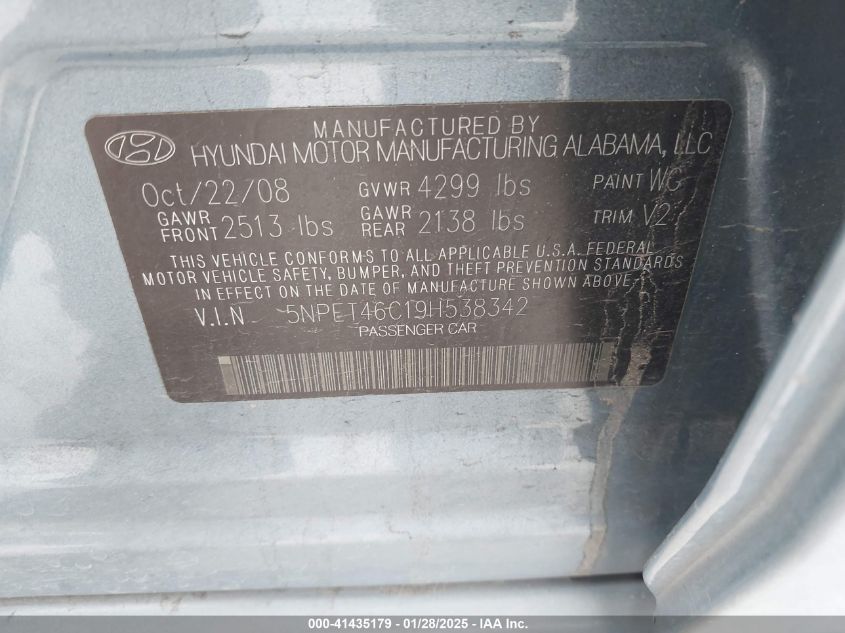 MANUFACTURED BY
HYUNDAI MOTOR MANUFACTURING ALABAMA, LLC
Oct/22/08 GVWR 4299 lbs PAINT WG
GAWR FRONT 2513 lbs GAWR REAR 2138 lbs TRIM V2
THIS VEHICLE CONFORMS TO ALL APPLICABLE U.S.A. FEDERAL
MOTOR VEHICLE SAFETY, BUMPER, AND THEFT PREVENTION STANDARDS
IN EFFECT ON THE DATE OF MANUFACTURE SHOWN ABOVE.
V.I.N 5NPET46C19H538342
PASSENGER CAR
000-41435179 - 01/28/2025 - IAA Inc.